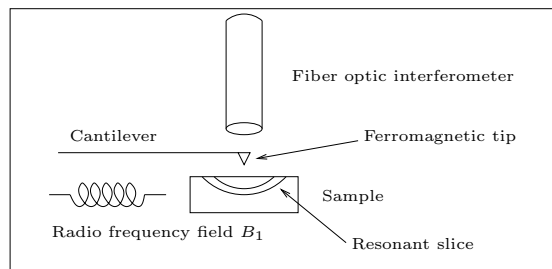 Fiber optic interferometer
Cantilever
Ferromagnetic tip
Sample
Radio frequency field B₁
Resonant slice